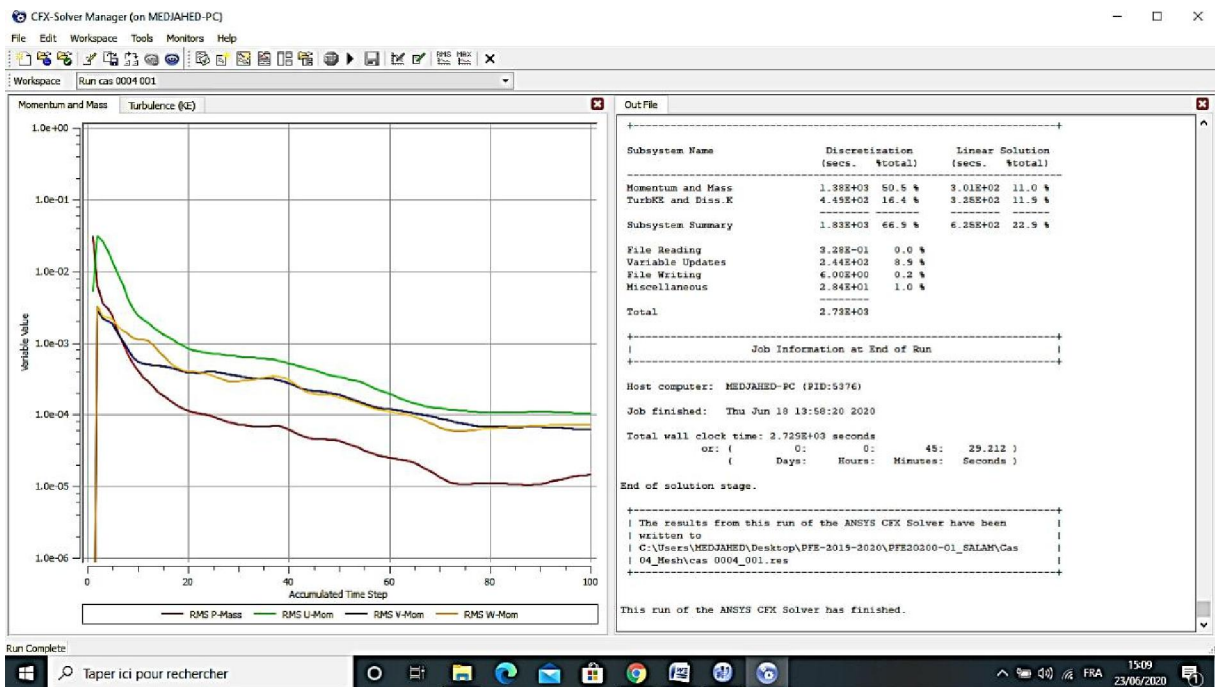 CFX-Solver Manager (on MEDJAHED-PC)
File Edit Workspace Tools Monitors Help
RMS MAX
Workspace Run cas 0004 001
Momentum and Mass Turbulence (KE)
1.0e+00
1.0e-01
1.0e-02
1.0e-03
1.0e-04
1.0e-05
1.0e-06
Variable Value
0 20 40 60 80 100
Accumulated Time Step
RMS P-Mass RMS U-Mom RMS V-Mom RMS W-Mom
Out File
+--------------------------------------------------------------------+
Subsystem Name Discretization Linear Solution
(secs. %total) (secs. %total)
----------------------------------------------------------------------
Momentum and Mass 1.38E+03 50.5 % 3.01E+02 11.0 %
TurbKE and Diss.K 4.49E+02 16.4 % 3.25E+02 11.9 %
-------- ------- -------- ------
Subsystem Summary 1.83E+03 66.9 % 6.25E+02 22.9 %
File Reading 3.28E-01 0.0 %
Variable Updates 2.44E+02 8.9 %
File Writing 6.00E+00 0.2 %
Miscellaneous 2.84E+01 1.0 %
--------
Total 2.73E+03
+--------------------------------------------------------------------+
| Job Information at End of Run |
+--------------------------------------------------------------------+
Host computer: MEDJAHED-PC (PID:5376)
Job finished: Thu Jun 18 13:58:20 2020
Total wall clock time: 2.729E+03 seconds
or: ( 0: 0: 45: 29.212 )
( Days: Hours: Minutes: Seconds )
End of solution stage.
+--------------------------------------------------------------------+
| The results from this run of the ANSYS CFX Solver have been |
| written to |
| C:\Users\MEDJAHED\Desktop\PFE-2019-2020\PFE20200-01_SALAM\Cas |
| 04_Mesh\cas 0004_001.res |
+--------------------------------------------------------------------+
This run of the ANSYS CFX Solver has finished.
Run Complete
Taper ici pour rechercher
FRA
15:09
23/06/2020